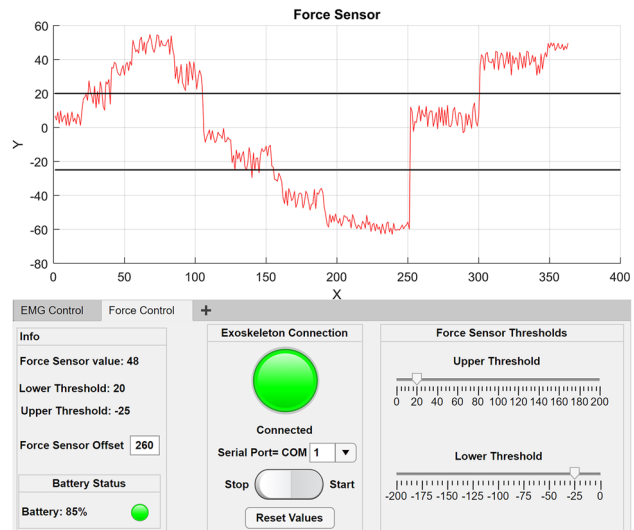 Force Sensor
60
40
20
0
-20
-40
-60
-80
Y
0 50 100 150 200 250 300 350 400
X
EMG Control Force Control +
Info
Force Sensor value: 48
Lower Threshold: 20
Upper Threshold: -25
Force Sensor Offset 260
Battery Status
Battery: 85%
Exoskeleton Connection
Connected
Serial Port= COM 1
Stop Start
Reset Values
Force Sensor Thresholds
Upper Threshold
0 20 40 60 80 100 120 140 160 180 200
Lower Threshold
-200 -175 -150 -125 -100 -75 -50 -25 0